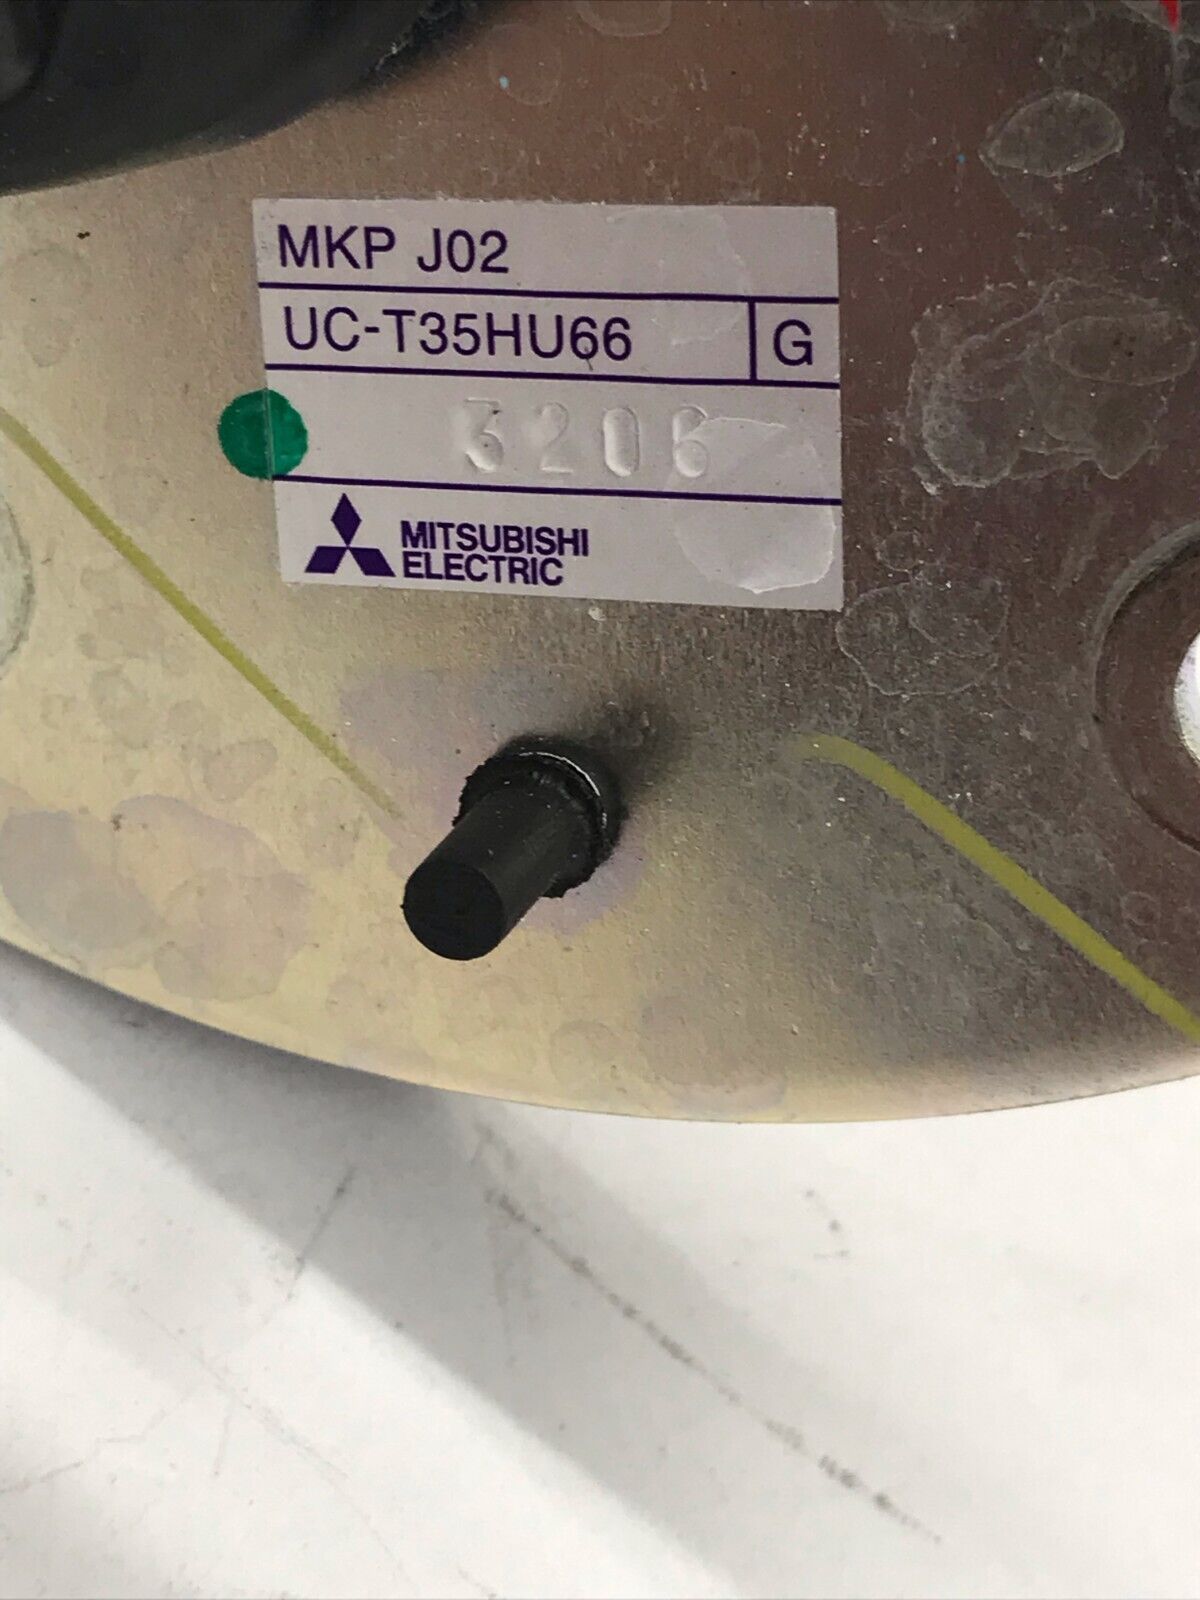 MKP J02
UC-T35HU66 G
3206
MITSUBISHI
ELECTRIC